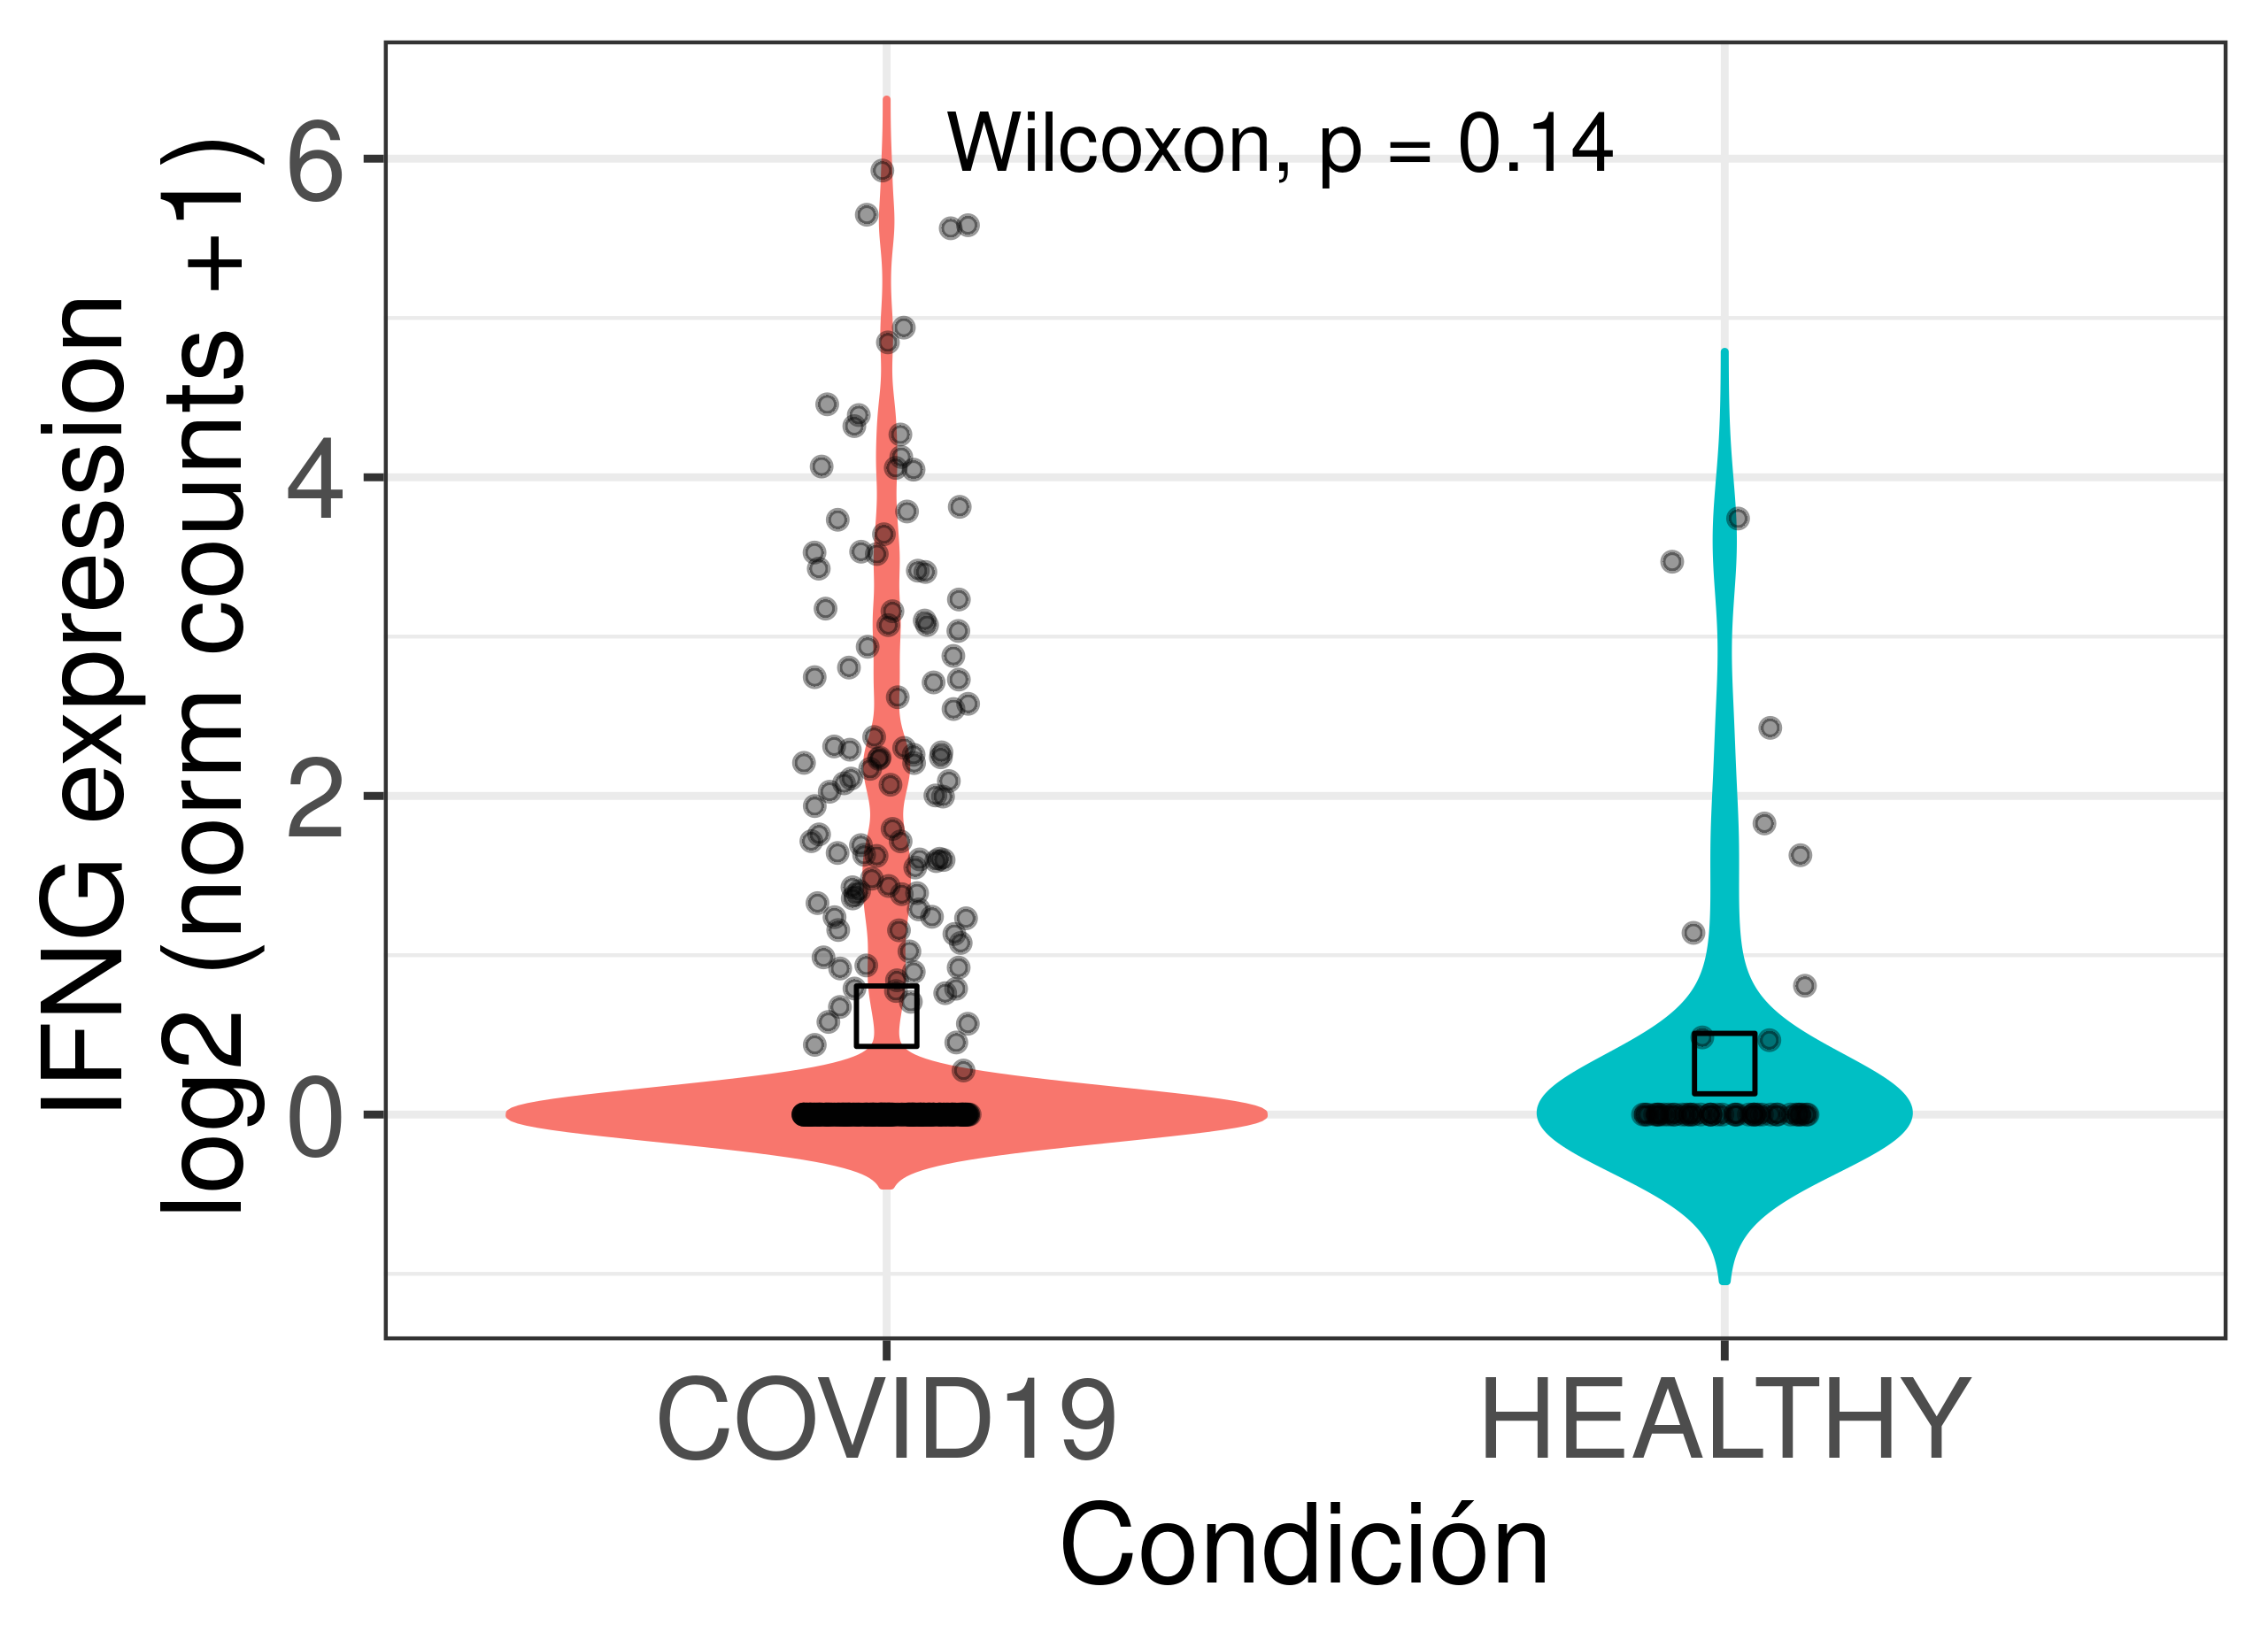 IFNG expression
log2 (norm counts +1)
6
4
2
0
Wilcoxon, p = 0.14
COVID19
HEALTHY
Condición